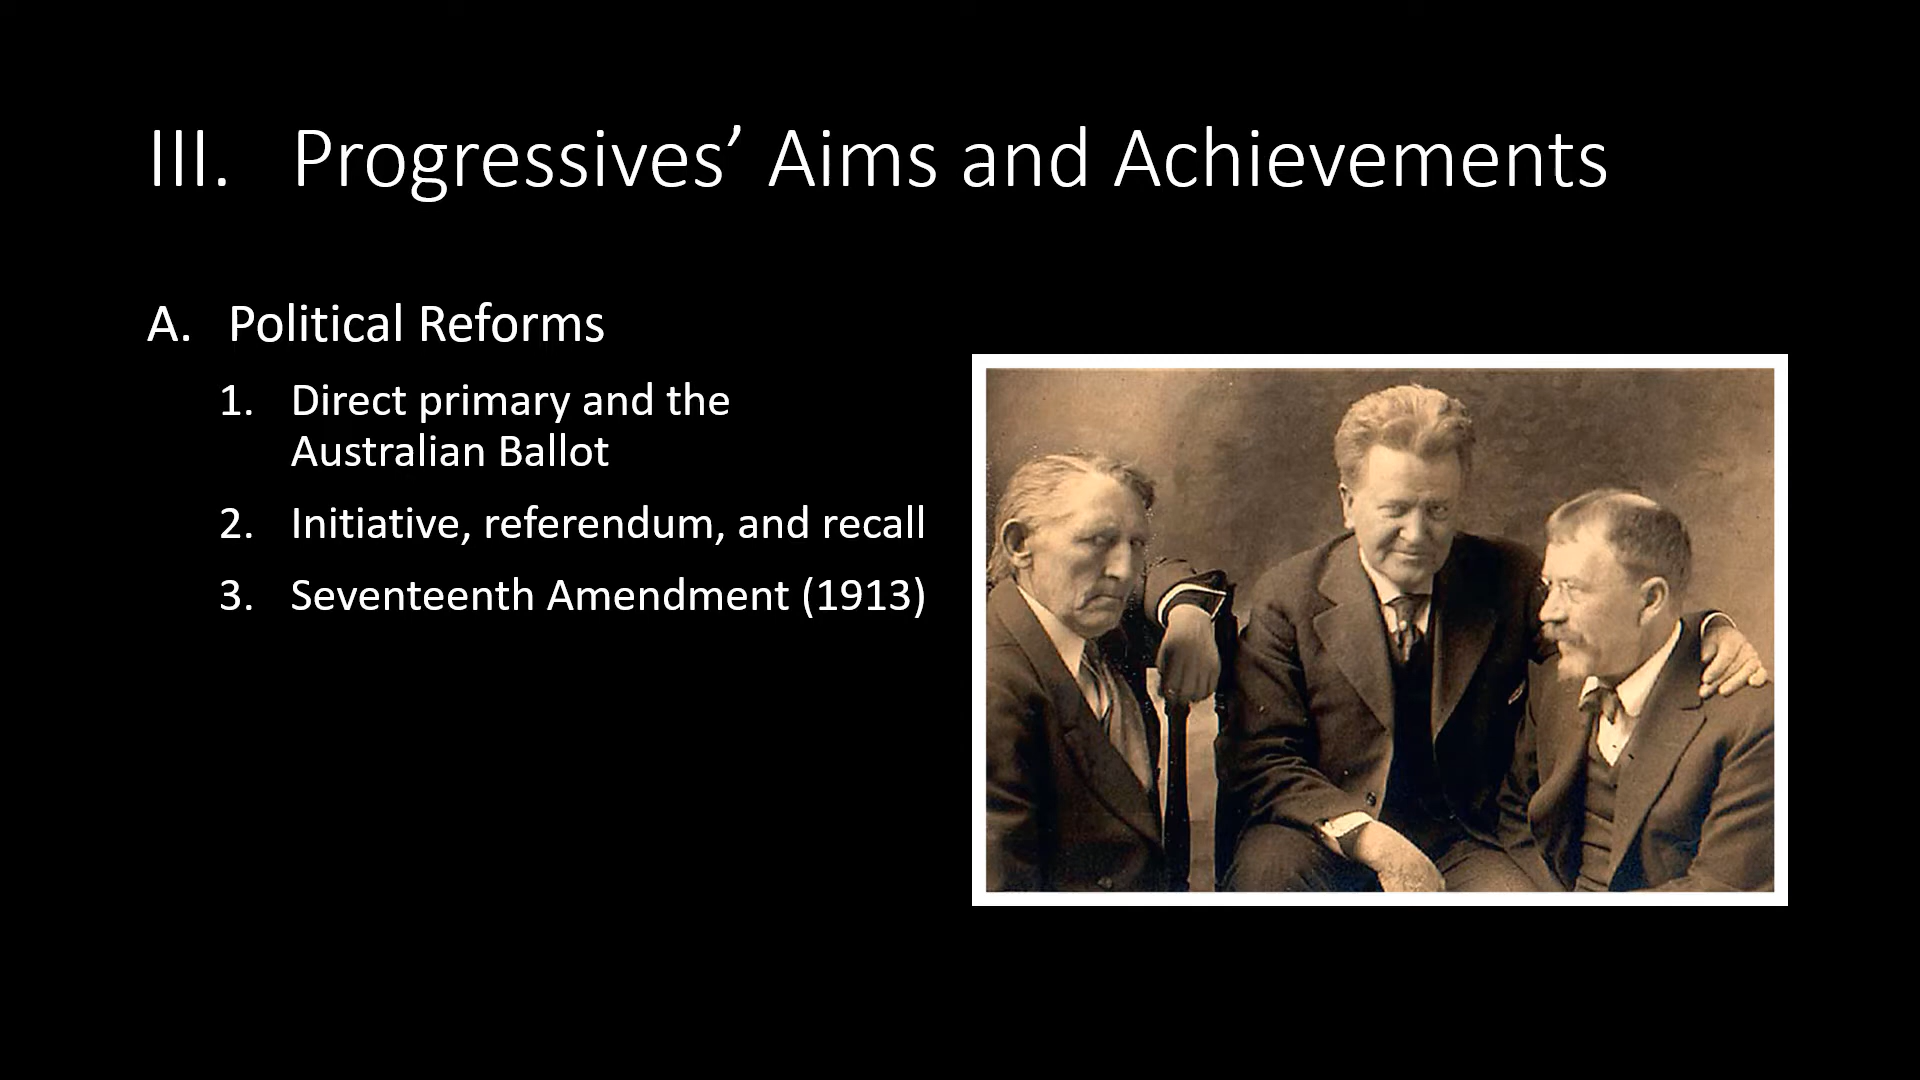 III. Progressives’ Aims and Achievements
A. Political Reforms
1. Direct primary and the
Australian Ballot
2. Initiative, referendum, and recall
3. Seventeenth Amendment (1913)